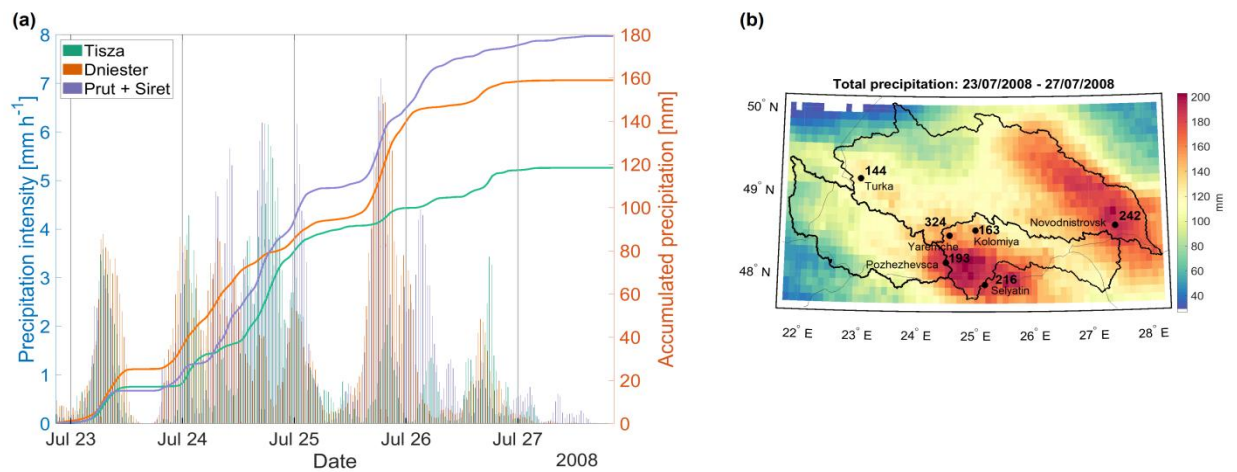 (a)
8
7
6
5
4
3
2
1
0
Precipitation intensity [mm h⁻¹]
Tisza
Dniester
Prut + Siret
180
160
140
120
100
80
60
40
20
0
Accumulated precipitation [mm]
Jul 23
Jul 24
Jul 25
Jul 26
Jul 27
Date
2008
(b)
Total precipitation: 23/07/2008 - 27/07/2008
50° N
49° N
48° N
144
Turka
324
Yaremche
163
Kolomiya
Novodnistrovsk
242
Pozhezhevsca
193
216
Selyatin
22° E
23° E
24° E
25° E
26° E
27° E
28° E
200
180
160
140
120
100
80
60
40
mm